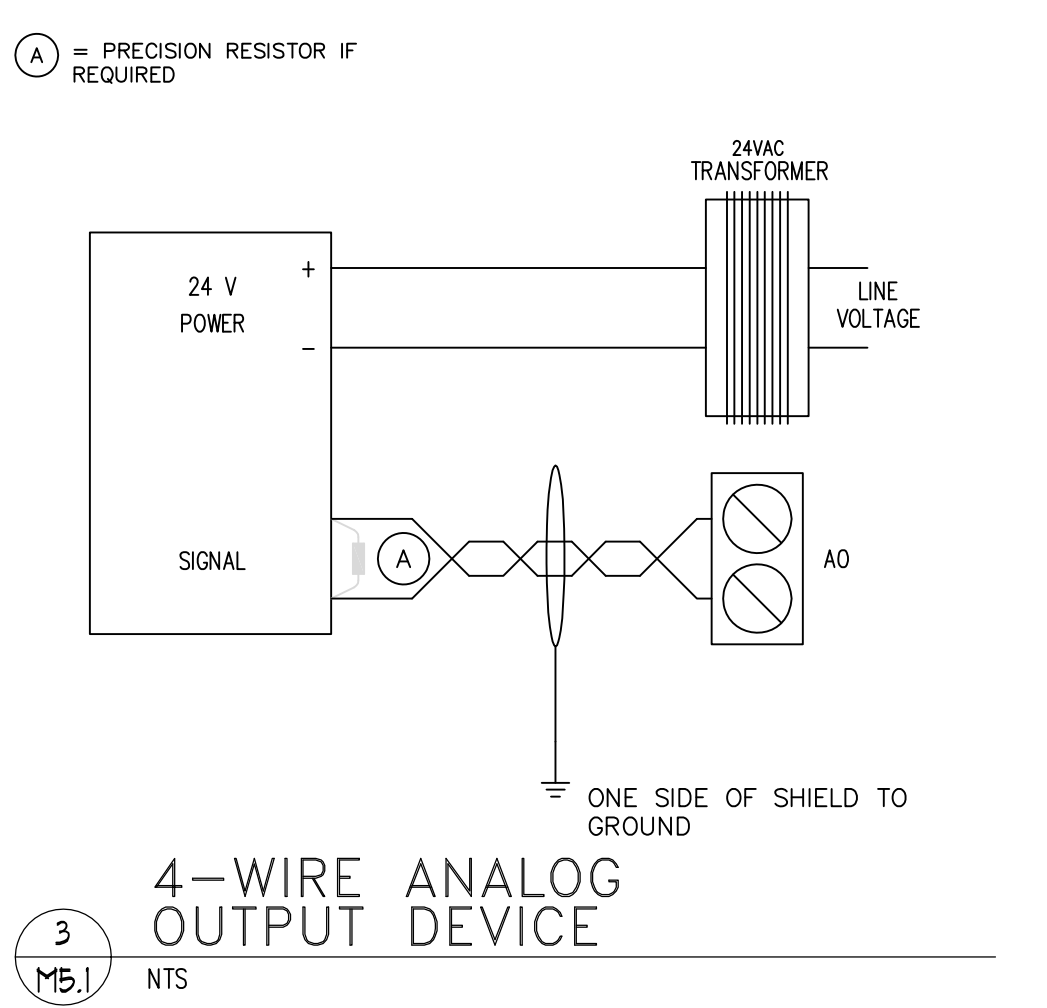 A = PRECISION RESISTOR IF
REQUIRED
24VAC
TRANSFORMER
24 V
POWER
+
−
LINE
VOLTAGE
SIGNAL
A
AO
ONE SIDE OF SHIELD TO
GROUND
4-WIRE ANALOG
OUTPUT DEVICE
3
M5.1
NTS